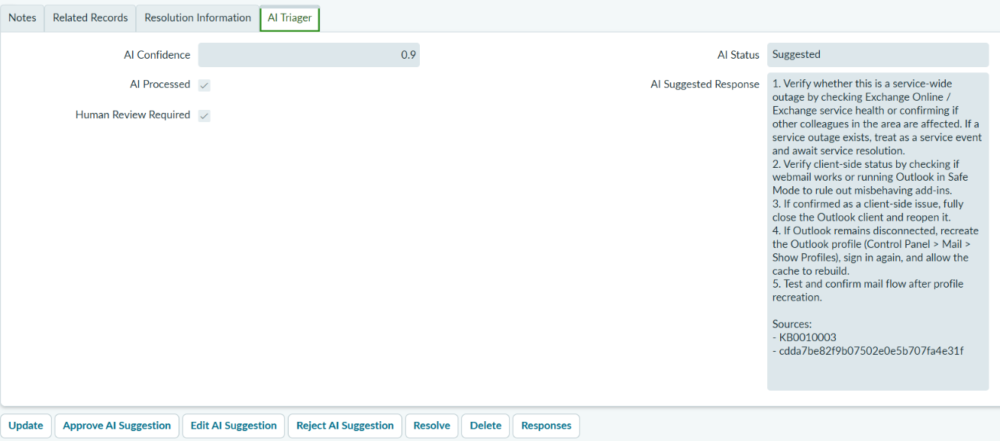 Notes
Related Records
Resolution Information
AI Triager
AI Confidence
0.9
AI Processed
Human Review Required
AI Status
Suggested
AI Suggested Response
1. Verify whether this is a service-wide
outage by checking Exchange Online /
Exchange service health or confirming if
other colleagues in the area are affected. If a
service outage exists, treat as a service event
and await service resolution.
2. Verify client-side status by checking if
webmail works or running Outlook in Safe
Mode to rule out misbehaving add-ins.
3. If confirmed as a client-side issue, fully
close the Outlook client and reopen it.
4. If Outlook remains disconnected, recreate
the Outlook profile (Control Panel > Mail >
Show Profiles), sign in again, and allow the
cache to rebuild.
5. Test and confirm mail flow after profile
recreation.
Sources:
- KB0010003
- cdda7be82f9b07502e0e5b707fa4e31f
Update
Approve AI Suggestion
Edit AI Suggestion
Reject AI Suggestion
Resolve
Delete
Responses